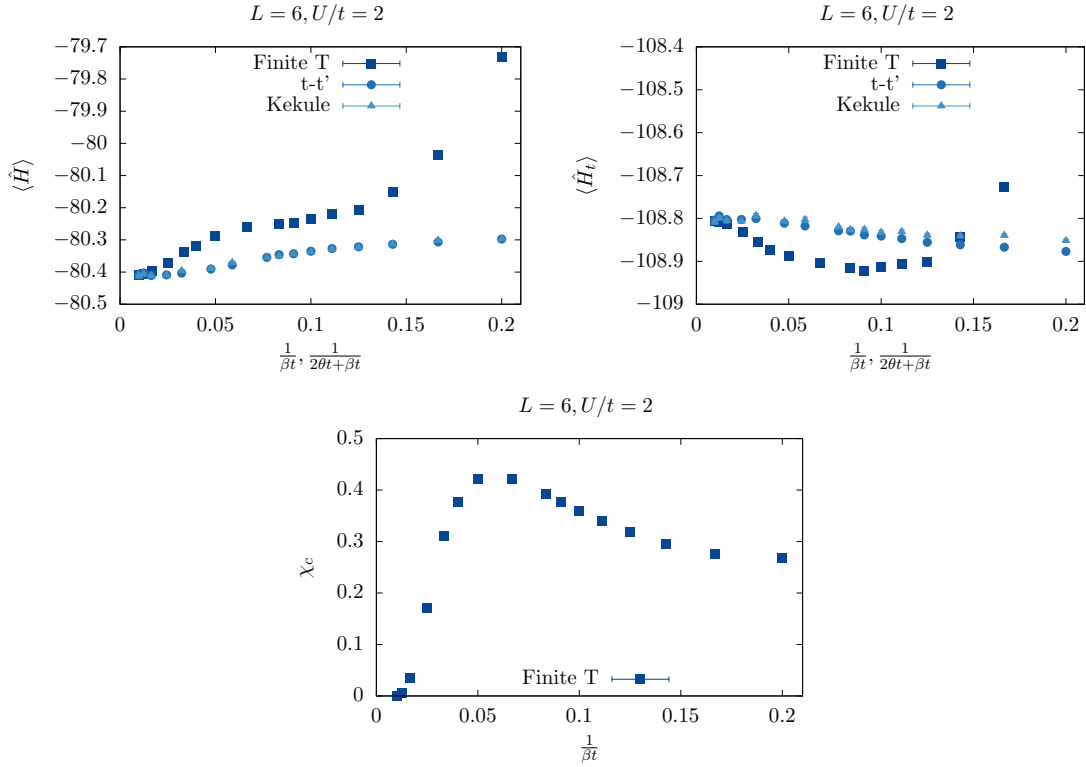 L = 6, U/t = 2
⟨Ĥ⟩
−79.7
−79.8
−79.9
−80
−80.1
−80.2
−80.3
−80.4
−80.5
Finite T
t-t'
Kekule
0 0.05 0.1 0.15 0.2
1/βt, 1/2θt+βt
L = 6, U/t = 2
⟨Ĥt⟩
−108.4
−108.5
−108.6
−108.7
−108.8
−108.9
−109
Finite T
t-t'
Kekule
0 0.05 0.1 0.15 0.2
1/βt, 1/2θt+βt
L = 6, U/t = 2
χc
0.5
0.4
0.3
0.2
0.1
0
Finite T
0 0.05 0.1 0.15 0.2
1/βt